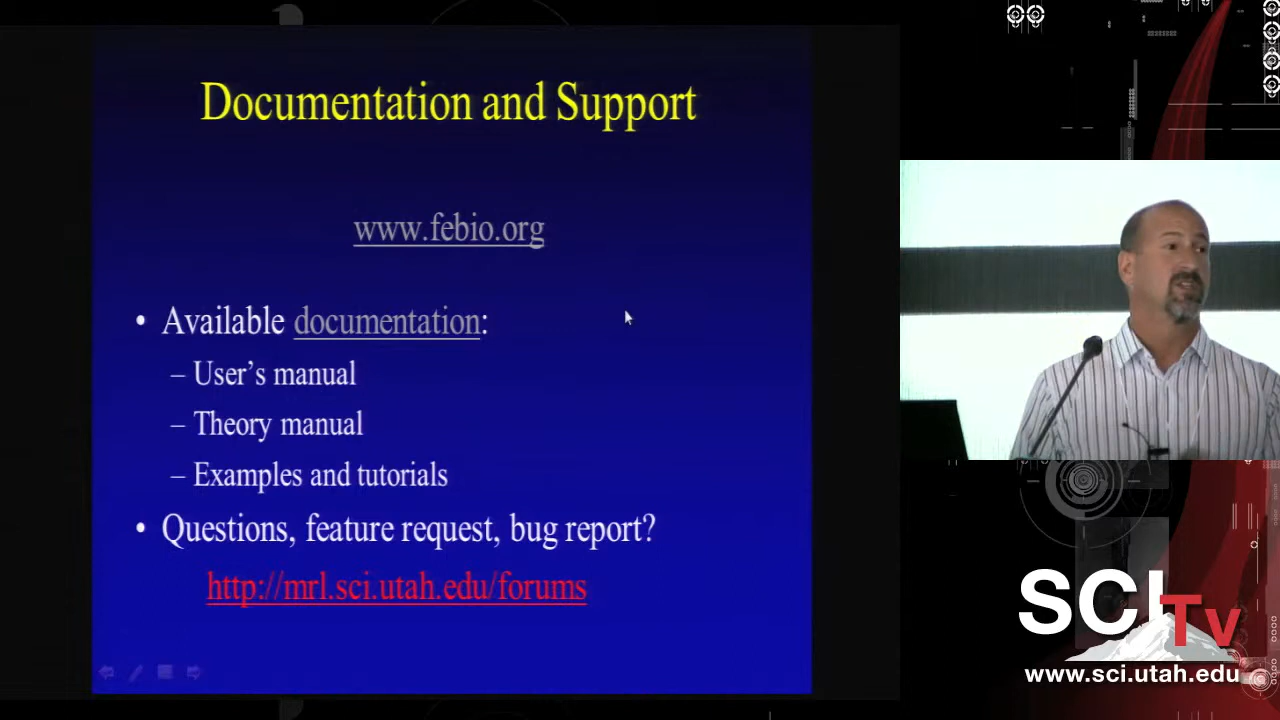 Documentation and Support
www.febio.org
• Available documentation:
– User’s manual
– Theory manual
– Examples and tutorials
• Questions, feature request, bug report?
http://mrl.sci.utah.edu/forums
SCI
Tv
www.sci.utah.edu